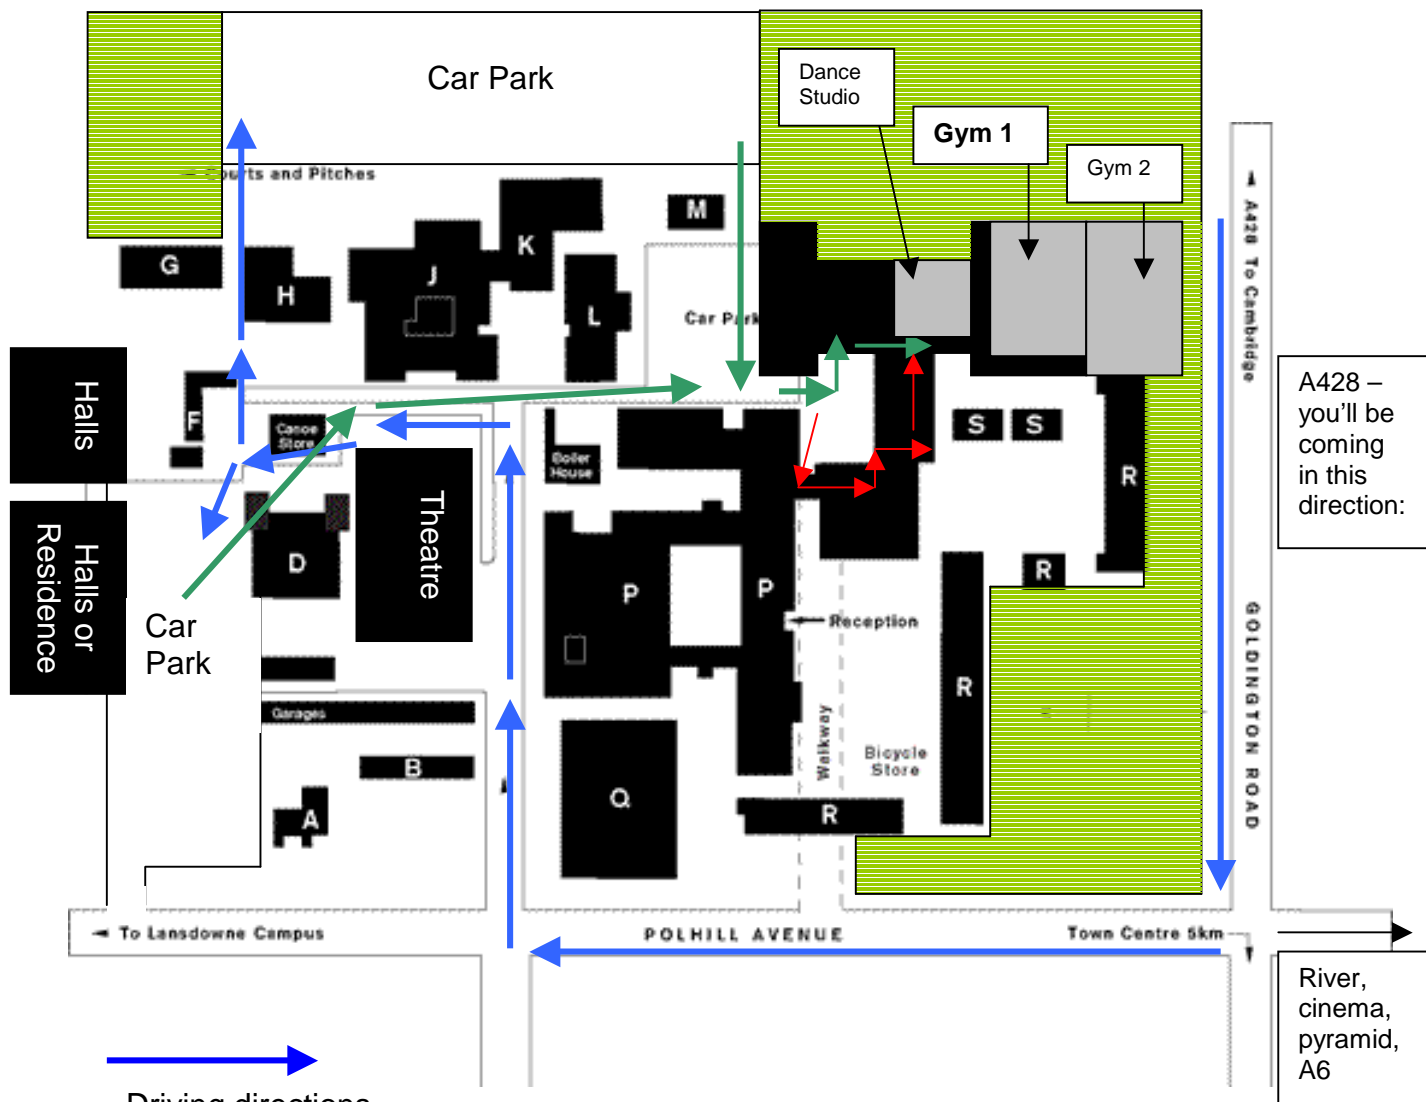 Car Park
Dance
Studio
Gym 1
Gym 2
Courts and Pitches
M
K
G
J
H
L
Car Park
A428 To Cambridge
Halls
F
Canoe
Store
Boiler
House
S
S
R
A428 –
you'll be
coming
in this
direction:
Halls or
Residence
D
Theatre
P
P
R
Reception
Car
Park
R
GOLDINGTON ROAD
Garages
B
Walkway
Bicycle
Store
A
Q
R
To Lansdowne Campus
POLHILL AVENUE
Town Centre 5km
River,
cinema,
pyramid,
A6
Driving directions